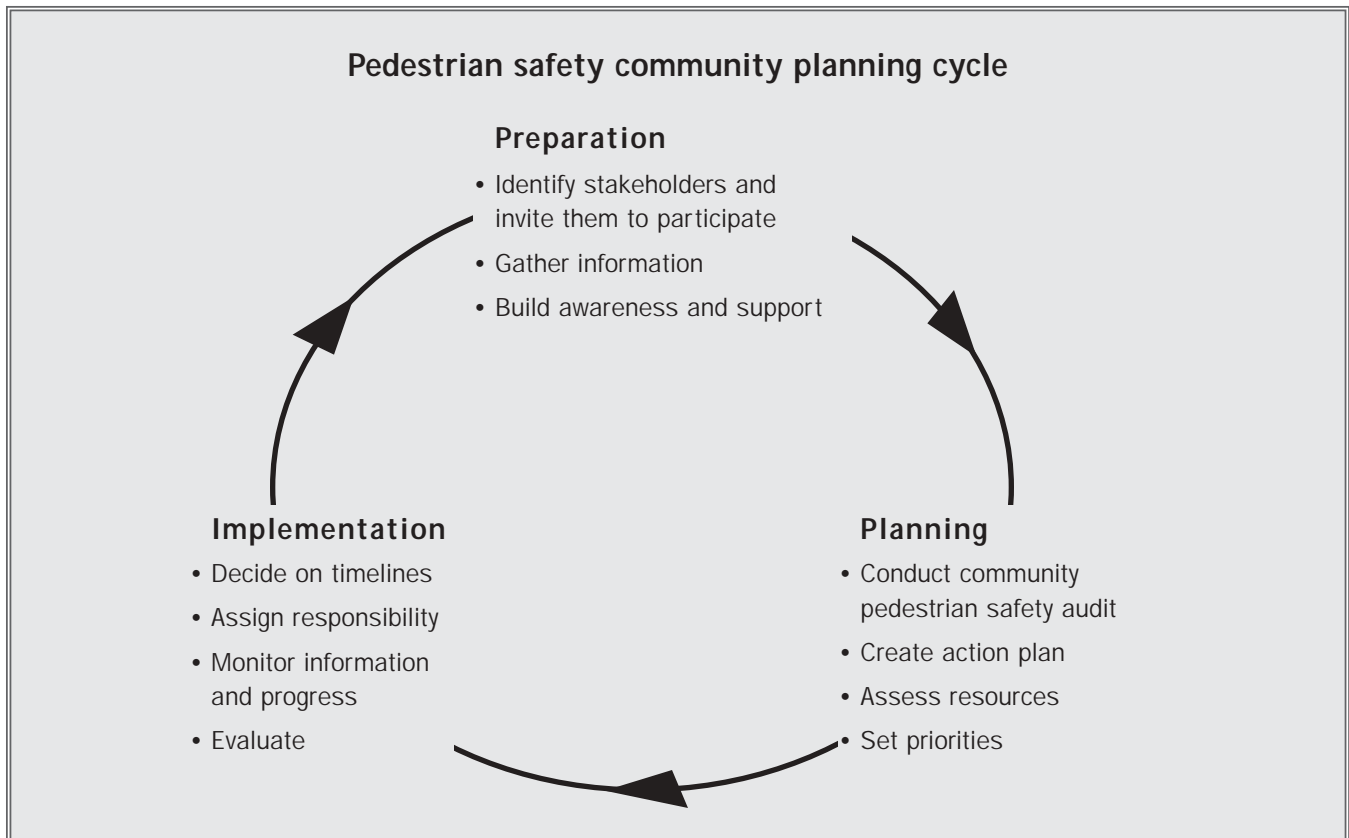 Pedestrian safety community planning cycle
Preparation
• Identify stakeholders and
invite them to participate
• Gather information
• Build awareness and support
Implementation
• Decide on timelines
• Assign responsibility
• Monitor information
and progress
• Evaluate
Planning
• Conduct community
pedestrian safety audit
• Create action plan
• Assess resources
• Set priorities